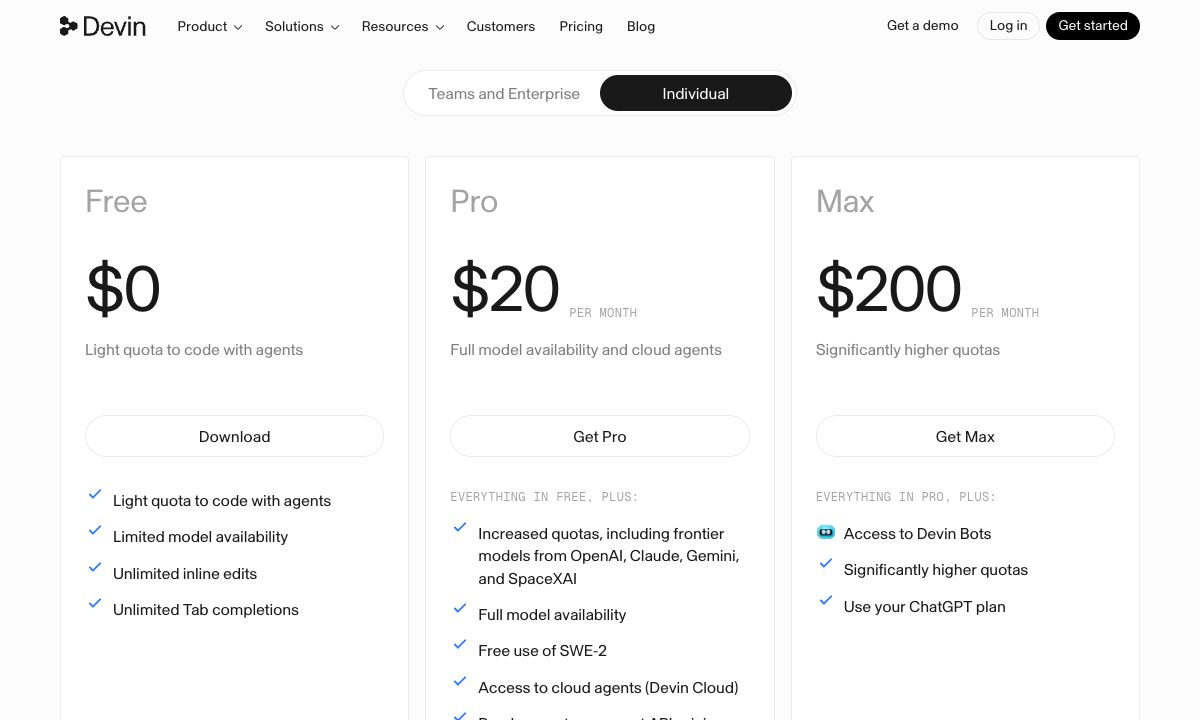 Devin
Product
Solutions
Resources
Customers
Pricing
Blog
Get a demo
Log in
Get started
Teams and Enterprise
Individual
Free
$0
Light quota to code with agents
Download
Light quota to code with agents
Limited model availability
Unlimited inline edits
Unlimited Tab completions
Pro
$20 PER MONTH
Full model availability and cloud agents
Get Pro
EVERYTHING IN FREE, PLUS:
Increased quotas, including frontier
models from OpenAI, Claude, Gemini,
and SpaceXAI
Full model availability
Free use of SWE-2
Access to cloud agents (Devin Cloud)
Max
$200 PER MONTH
Significantly higher quotas
Get Max
EVERYTHING IN PRO, PLUS:
Access to Devin Bots
Significantly higher quotas
Use your ChatGPT plan